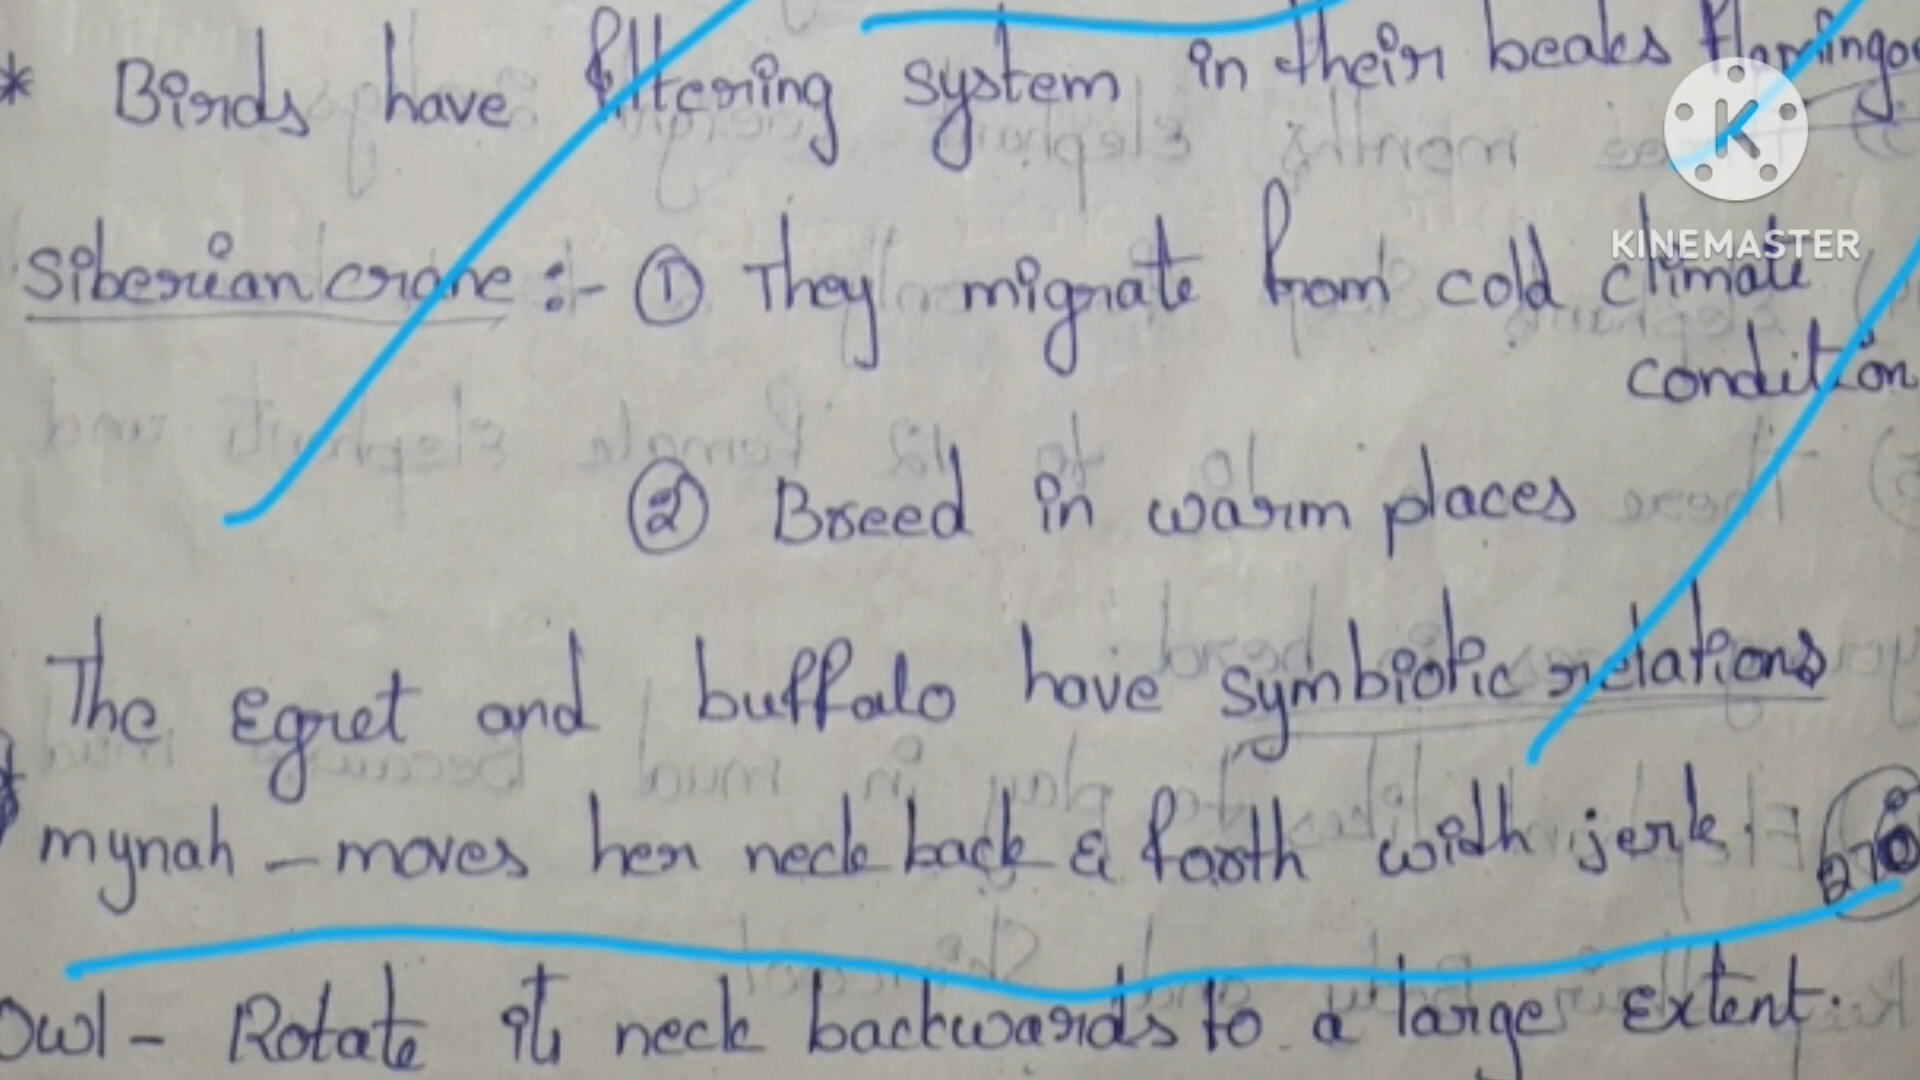 * Birds have filtering system in their beaks flamingo
KINEMASTER
Siberian crane :- ① They migrate from cold climate
condition
② Breed in warm places
The Egret and buffalo have symbiotic relations
mynah – moves her neck back & forth with jerk.
270°
Owl – Rotate its neck backwards to a large extent.